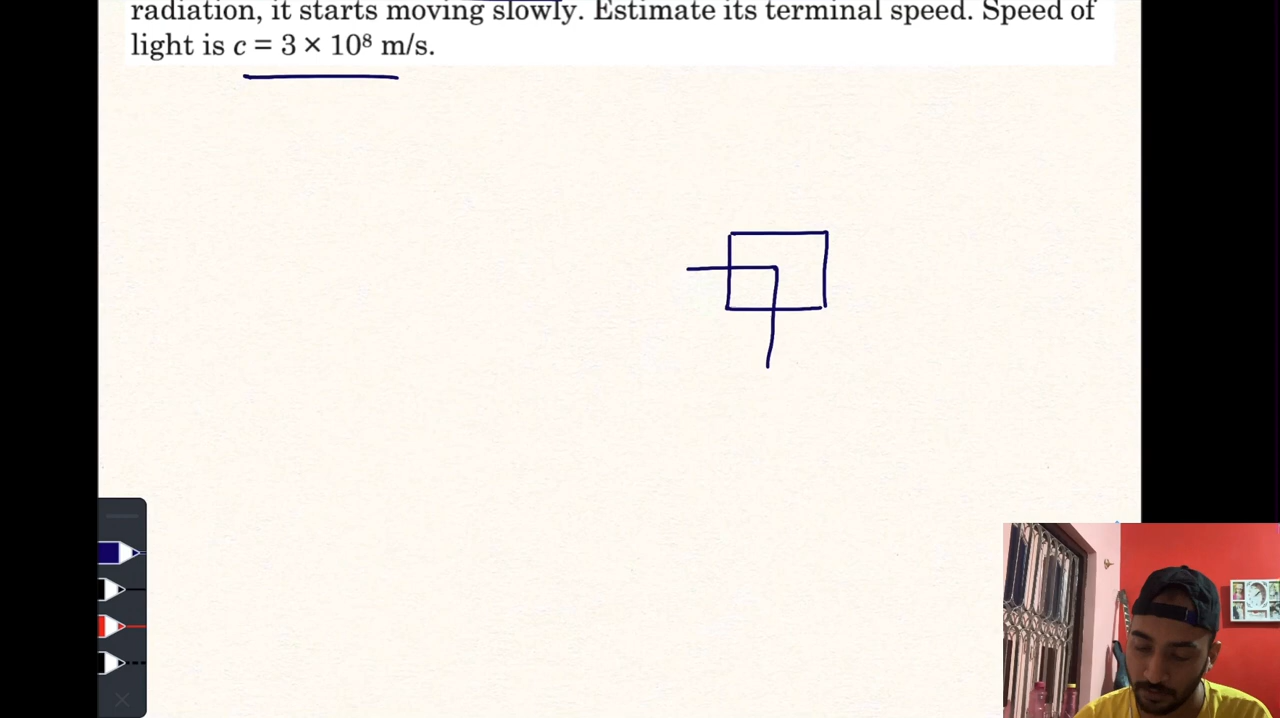 radiation, it starts moving slowly. Estimate its terminal speed. Speed of
light is c = 3 × 10⁸ m/s.